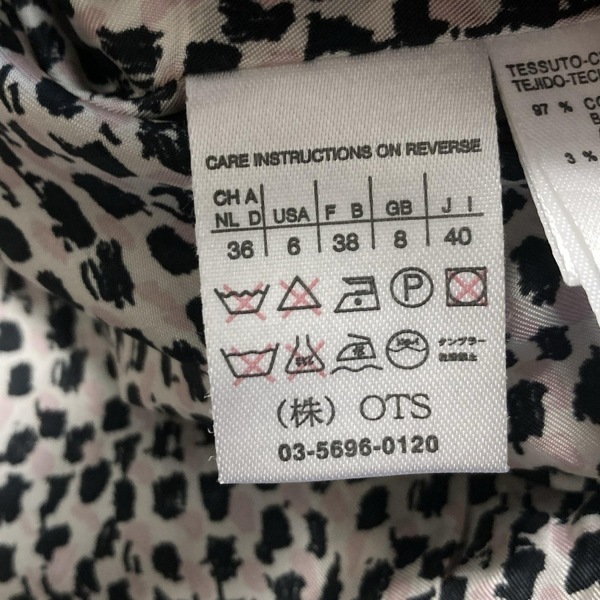 CARE INSTRUCTIONS ON REVERSE
CH A
NL D USA F B GB J I
36 6 38 8 40
P
タンブラー
乾燥禁止
(株) OTS
03-5696-0120
TESSUTO-
TEJIDO-TEC
97 %
3 %